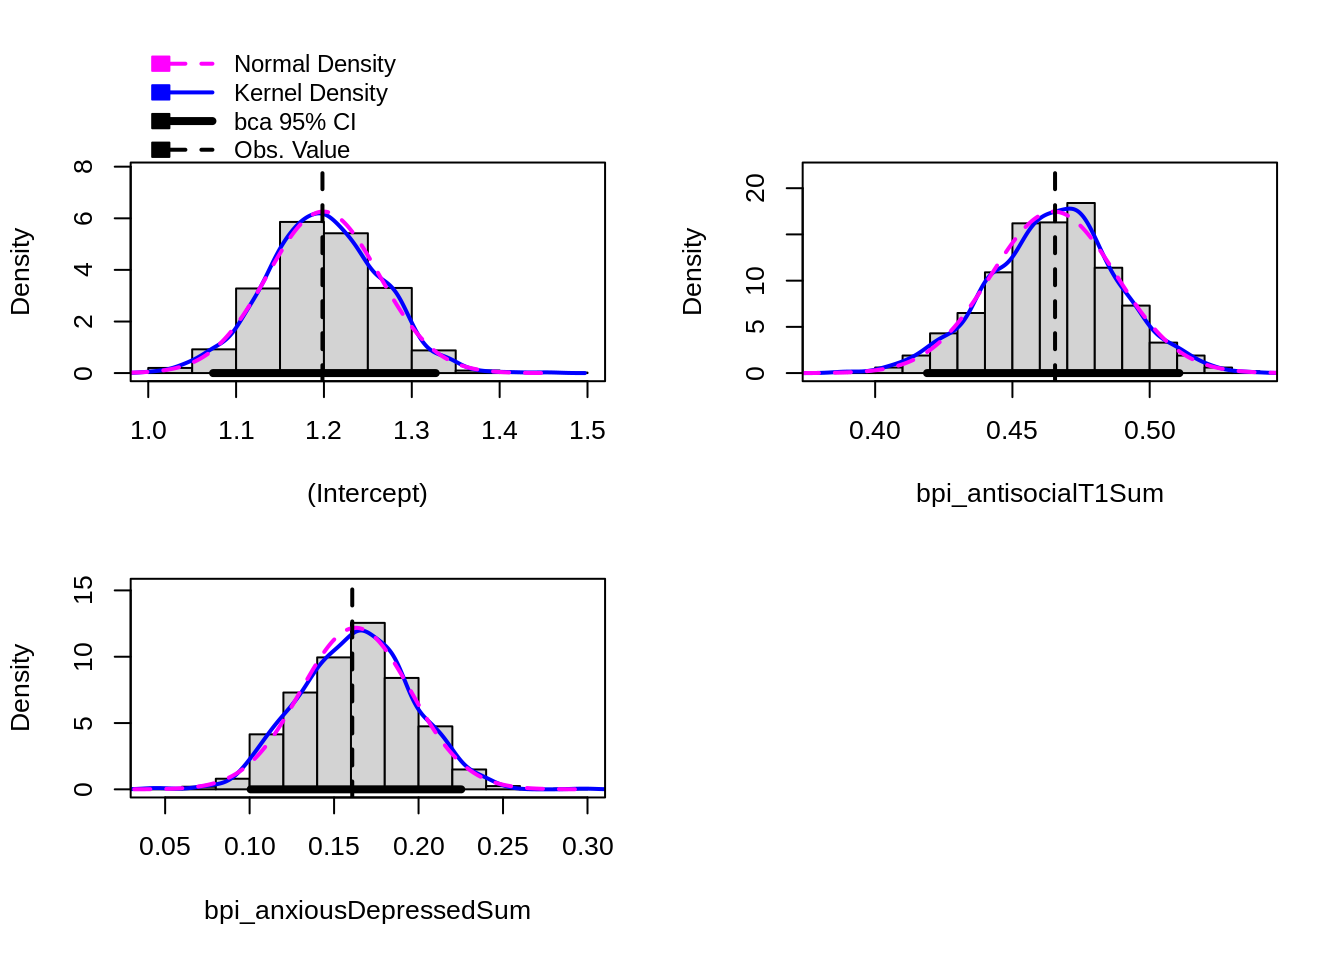 Normal Density
Kernel Density
bca 95% CI
Obs. Value
Density
0 2 4 6 8
1.0 1.1 1.2 1.3 1.4 1.5
(Intercept)
Density
0 5 10 20
0.40 0.45 0.50
bpi_antisocialT1Sum
Density
0 5 10 15
0.05 0.10 0.15 0.20 0.25 0.30
bpi_anxiousDepressedSum